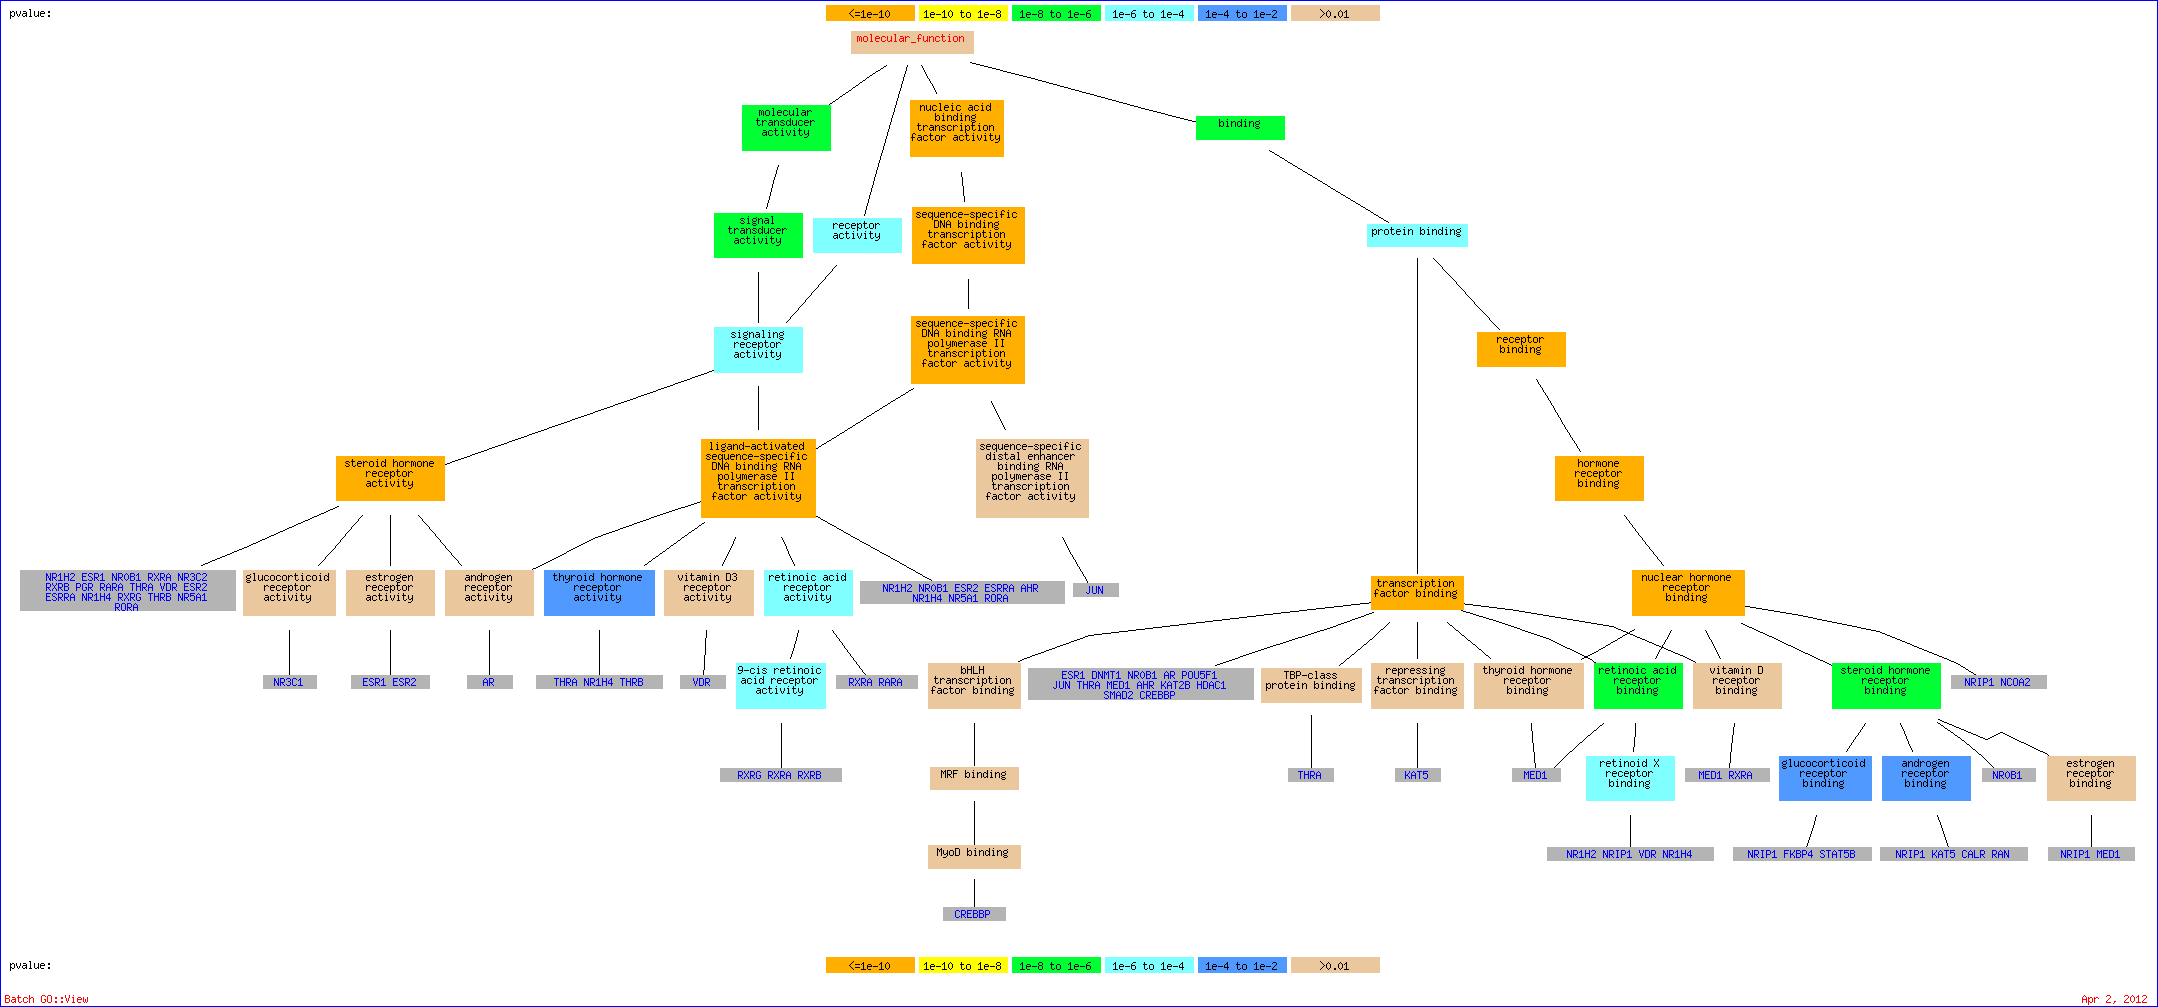 pvalue:
<=1e-10
1e-10 to 1e-8
1e-8 to 1e-6
1e-6 to 1e-4
1e-4 to 1e-2
>0.01
molecular_function
molecular
transducer
activity
nucleic acid
binding
transcription
factor activity
binding
signal
transducer
activity
receptor
activity
sequence-specific
DNA binding
transcription
factor activity
protein binding
signaling
receptor
activity
sequence-specific
DNA binding RNA
polymerase II
transcription
factor activity
receptor
binding
steroid hormone
receptor
activity
ligand-activated
sequence-specific
DNA binding RNA
polymerase II
transcription
factor activity
sequence-specific
distal enhancer
binding RNA
polymerase II
transcription
factor activity
hormone
receptor
binding
NR1H2 ESR1 NR0B1 RXRA NR3C2
RXRB PGR RARA THRA VDR ESR2
ESRRA NR1H4 RXRG THRB NR5A1
RORA
glucocorticoid
receptor
activity
estrogen
receptor
activity
androgen
receptor
activity
thyroid hormone
receptor
activity
vitamin D3
receptor
activity
retinoic acid
receptor
activity
NR1H2 NR0B1 ESR2 ESRRA AHR
NR1H4 NR5A1 RORA
JUN
transcription
factor binding
nuclear hormone
receptor
binding
NR3C1
ESR1 ESR2
AR
THRA NR1H4 THRB
VDR
9-cis retinoic
acid receptor
activity
RXRA RARA
bHLH
transcription
factor binding
ESR1 DNMT1 NR0B1 AR POU5F1
JUN THRA MED1 AHR KAT2B HDAC1
SMAD2 CREBBP
TBP-class
protein binding
repressing
transcription
factor binding
thyroid hormone
receptor
binding
retinoic acid
receptor
binding
vitamin D
receptor
binding
steroid hormone
receptor
binding
NRIP1 NCOA2
RXRG RXRA RXRB
MRF binding
THRA
KAT5
MED1
retinoid X
receptor
binding
MED1 RXRA
glucocorticoid
receptor
binding
androgen
receptor
binding
NR0B1
estrogen
receptor
binding
MyoD binding
NR1H2 NRIP1 VDR NR1H4
NRIP1 FKBP4 STAT5B
NRIP1 KAT5 CALR RAN
NRIP1 MED1
CREBBP
pvalue:
<=1e-10
1e-10 to 1e-8
1e-8 to 1e-6
1e-6 to 1e-4
1e-4 to 1e-2
>0.01
Batch GO::View
Apr 2, 2012